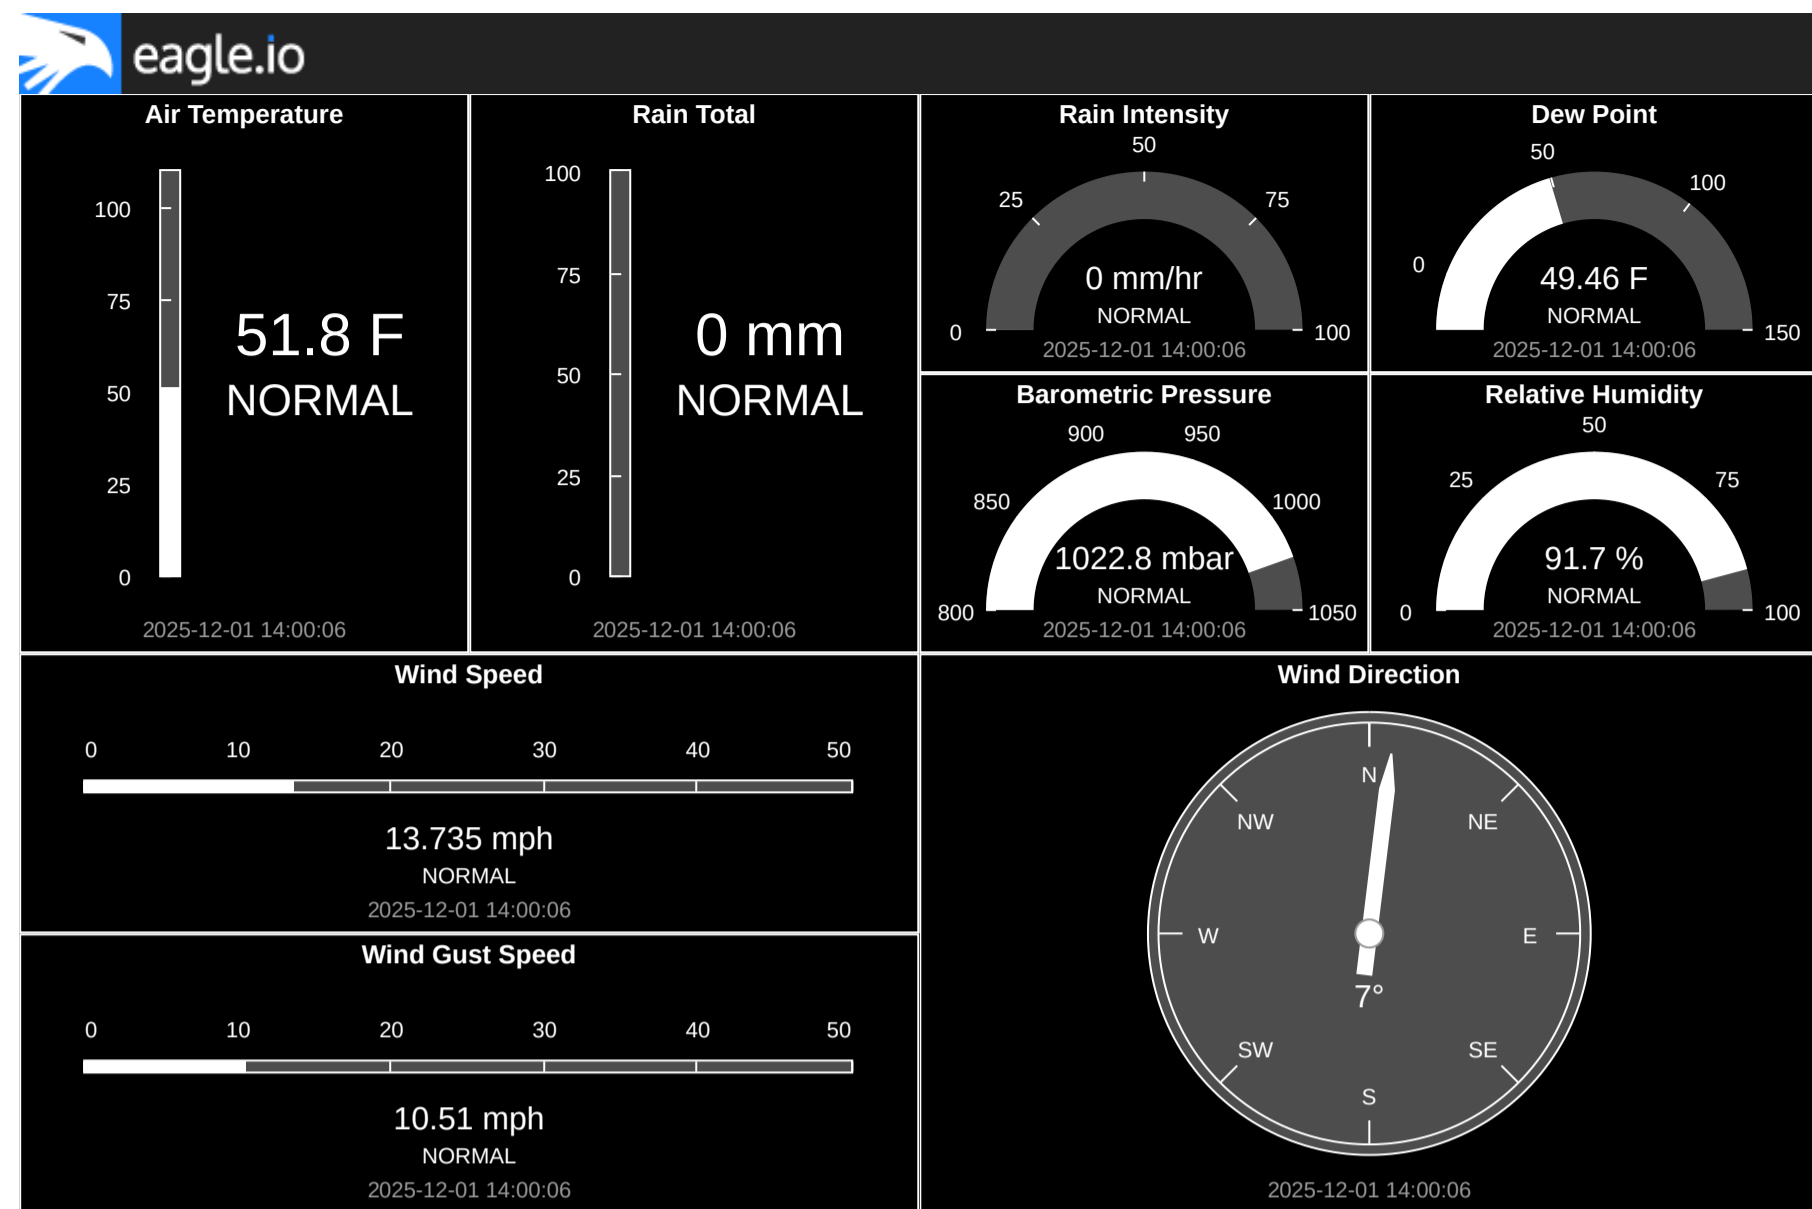 eagle.io
Air Temperature
100
75
50
25
0
51.8 F
NORMAL
2025-12-01 14:00:06
Rain Total
100
75
50
25
0
0 mm
NORMAL
2025-12-01 14:00:06
Rain Intensity
50
25
75
0
100
0 mm/hr
NORMAL
2025-12-01 14:00:06
Dew Point
50
100
0
150
49.46 F
NORMAL
2025-12-01 14:00:06
Barometric Pressure
900
950
850
1000
800
1050
1022.8 mbar
NORMAL
2025-12-01 14:00:06
Relative Humidity
50
25
75
0
100
91.7 %
NORMAL
2025-12-01 14:00:06
Wind Speed
0 10 20 30 40 50
13.735 mph
NORMAL
2025-12-01 14:00:06
Wind Gust Speed
0 10 20 30 40 50
10.51 mph
NORMAL
2025-12-01 14:00:06
Wind Direction
N
NW
NE
W
E
7°
SW
SE
S
2025-12-01 14:00:06